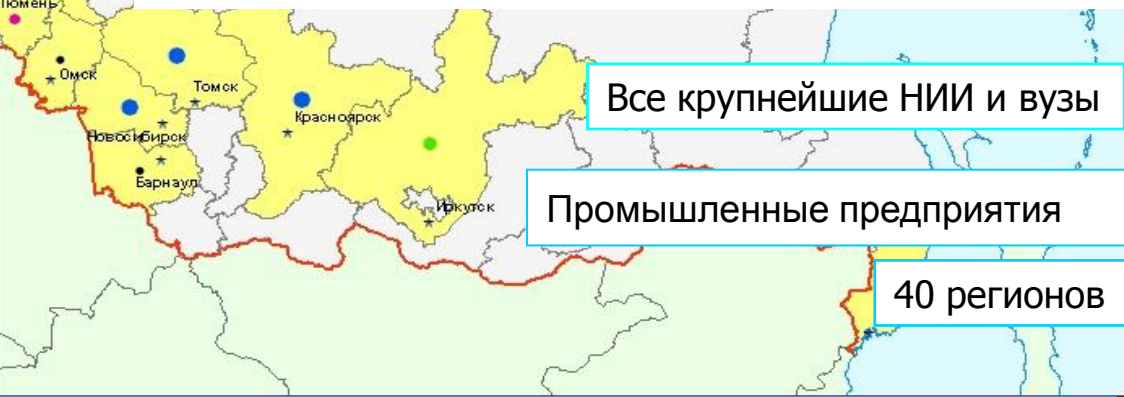 Тюмень
Омск
Томск
Новосибирск
Красноярск
Барнаул
Иркутск
Все крупнейшие НИИ и вузы
Промышленные предприятия
40 регионов